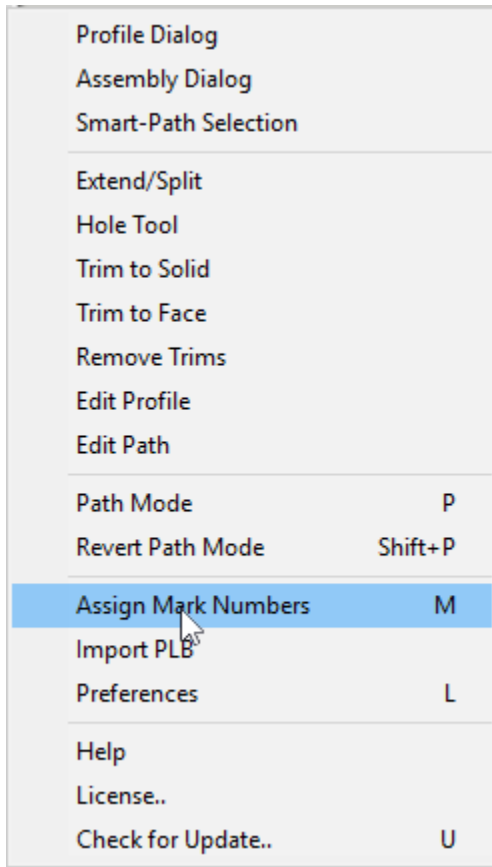 Profile Dialog
Assembly Dialog
Smart-Path Selection
Extend/Split
Hole Tool
Trim to Solid
Trim to Face
Remove Trims
Edit Profile
Edit Path
Path Mode P
Revert Path Mode Shift+P
Assign Mark Numbers M
Import PLB
Preferences L
Help
License..
Check for Update.. U